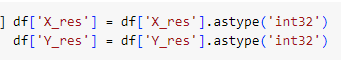 ] df['X_res'] = df['X_res'].astype('int32')
df['Y_res'] = df['Y_res'].astype('int32')